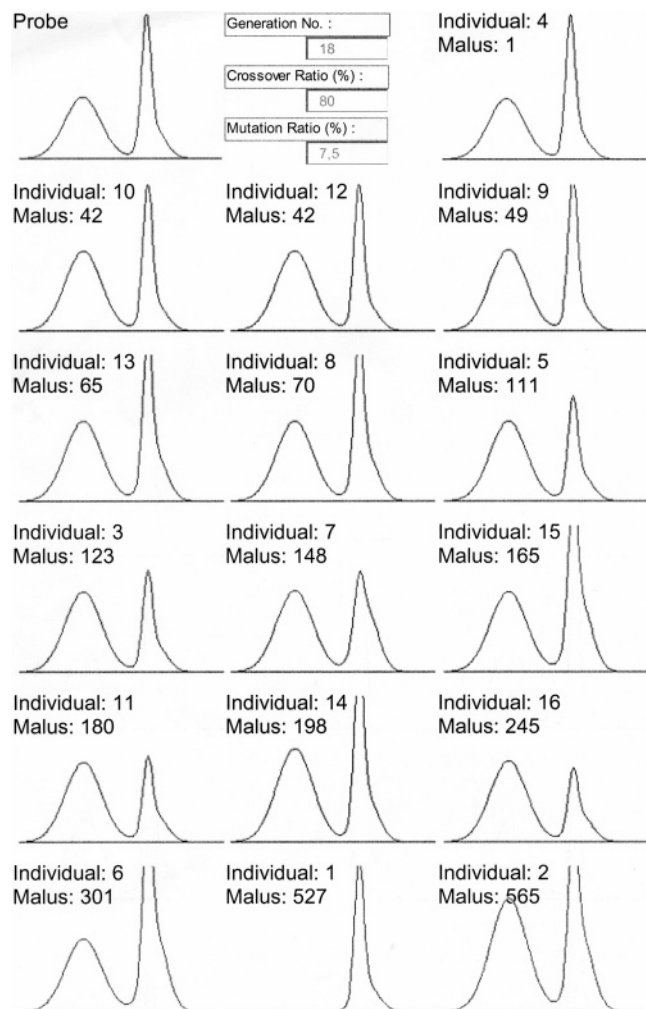 Probe
Generation No. :
18
Crossover Ratio (%) :
80
Mutation Ratio (%) :
7,5
Individual: 4
Malus: 1
Individual: 10
Malus: 42
Individual: 12
Malus: 42
Individual: 9
Malus: 49
Individual: 13
Malus: 65
Individual: 8
Malus: 70
Individual: 5
Malus: 111
Individual: 3
Malus: 123
Individual: 7
Malus: 148
Individual: 15
Malus: 165
Individual: 11
Malus: 180
Individual: 14
Malus: 198
Individual: 16
Malus: 245
Individual: 6
Malus: 301
Individual: 1
Malus: 527
Individual: 2
Malus: 565